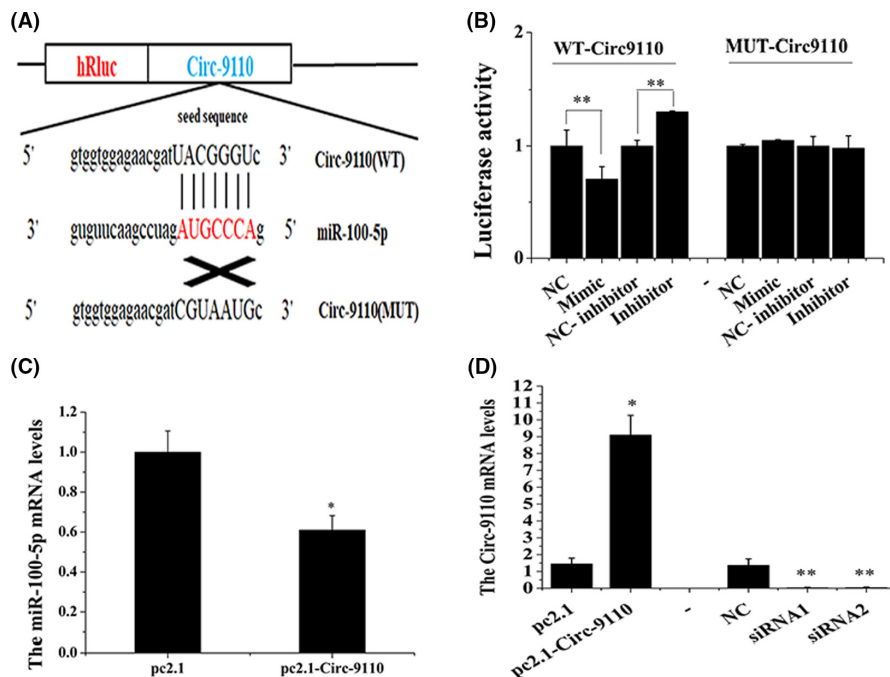 (A)
hRluc Circ-9110
seed sequence
5' gtggtggagaacgatUACGGGUc 3' Circ-9110(WT)
3' guguucaagccuagAUGCCCAg 5' miR-100-5p
5' gtggtggagaacgatCGUAAUGc 3' Circ-9110(MUT)
(B)
WT-Circ9110 MUT-Circ9110
** **
Luciferase activity
2
1
0
NC Mimic NC- inhibitor Inhibitor - NC Mimic NC- inhibitor Inhibitor
(C)
The miR-100-5p mRNA levels
1.2
1.0
0.8
0.6
0.4
0.2
0.0
*
pc2.1 pc2.1-Circ-9110
(D)
The Circ-9110 mRNA levels
12
11
10
9
8
7
6
5
4
3
2
1
0
*
** **
pc2.1 pc2.1-Circ-9110 - NC siRNA1 siRNA2